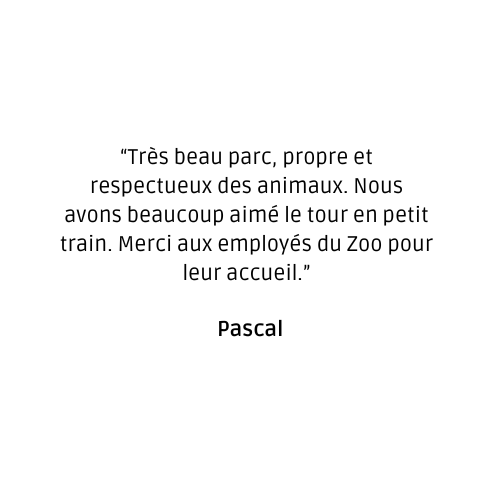 “Très beau parc, propre et
respectueux des animaux. Nous
avons beaucoup aimé le tour en petit
train. Merci aux employés du Zoo pour
leur accueil.”
Pascal